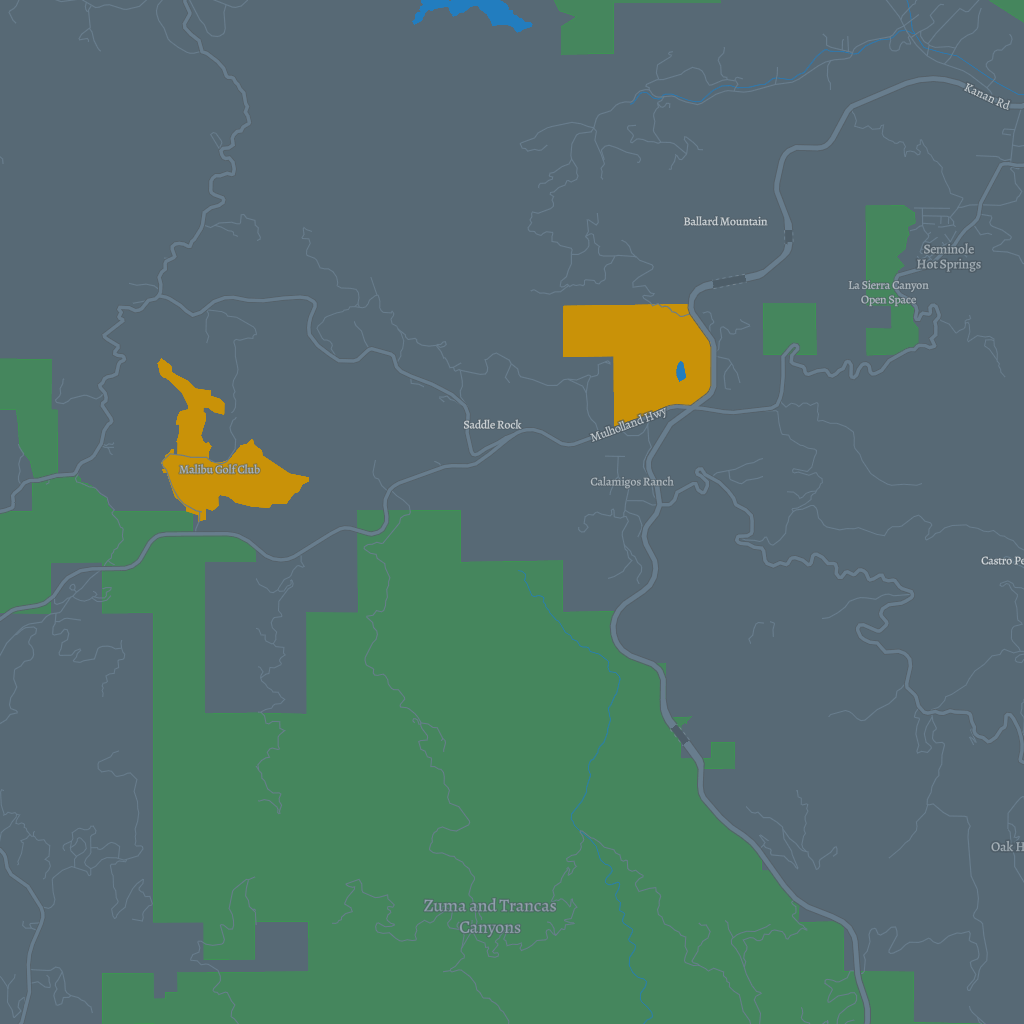 Kanan Rd
Ballard Mountain
Seminole
Hot Springs
La Sierra Canyon
Open Space
Saddle Rock
Mulholland Hwy
Malibu Golf Club
Calamigos Ranch
Castro Po
Oak H
Zuma and Trancas
Canyons